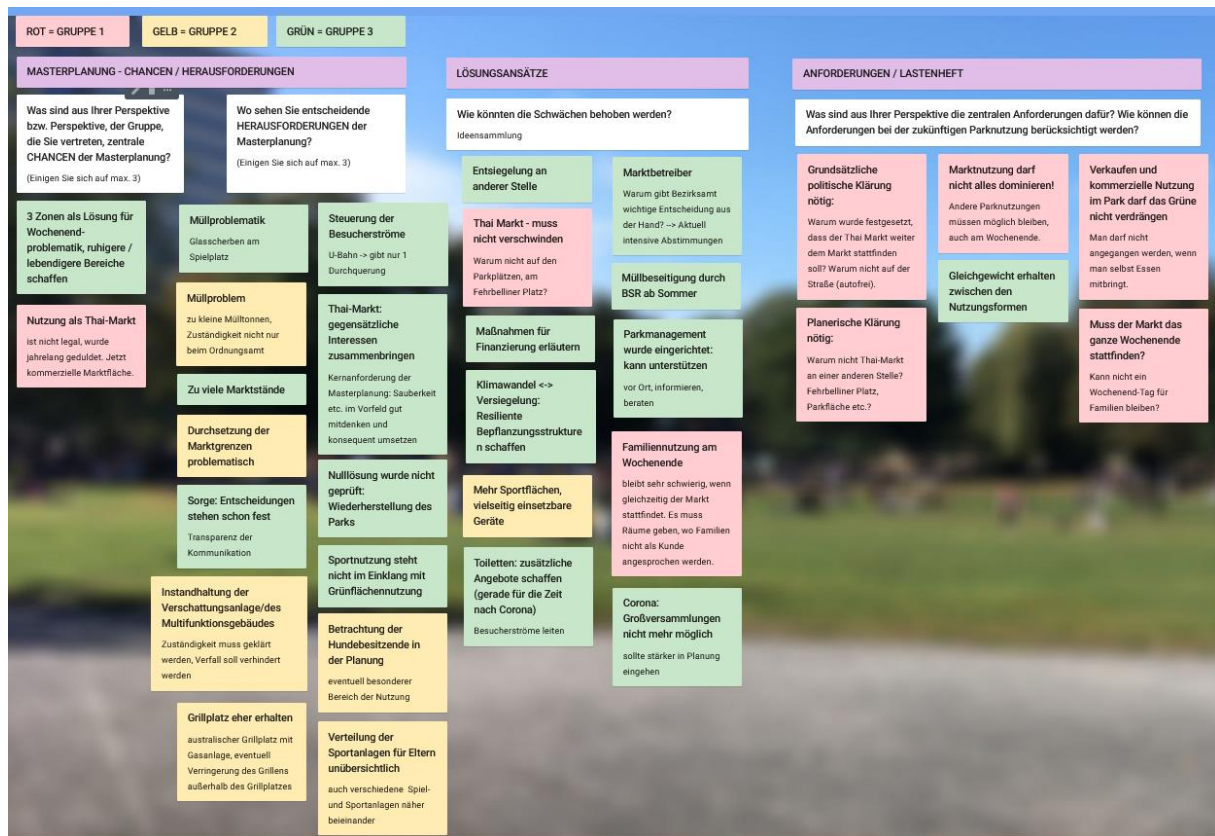 ROT = GRUPPE 1
GELB = GRUPPE 2
GRÜN = GRUPPE 3
MASTERPLANUNG - CHANCEN / HERAUSFORDERUNGEN
Was sind aus Ihrer Perspektive
bzw. Perspektive, der Gruppe,
die Sie vertreten, zentrale
CHANCEN der Masterplanung?
(Einigen Sie sich auf max. 3)
Wo sehen Sie entscheidende
HERAUSFORDERUNGEN der
Masterplanung?
(Einigen Sie sich auf max. 3)
3 Zonen als Lösung für
Wochenend-
problematik, ruhigere /
lebendigere Bereiche
schaffen
Nutzung als Thai-Markt
ist nicht legal, wurde
jahrelang geduldet. Jetzt
kommerzielle Marktfläche.
Müllproblematik
Glasscherben am
Spielplatz
Müllproblem
zu kleine Mülltonnen,
Zuständigkeit nicht nur
beim Ordnungsamt
Zu viele Marktstände
Durchsetzung der
Marktgrenzen
problematisch
Sorge: Entscheidungen
stehen schon fest
Transparenz der
Kommunikation
Instandhaltung der
Verschattungsanlage/des
Multifunktionsgebäudes
Zuständigkeit muss geklärt
werden, Verfall soll verhindert
werden
Grillplatz eher erhalten
australischer Grillplatz mit
Gasanlage, eventuell
Verringerung des Grillens
außerhalb des Grillplatzes
Steuerung der
Besucherströme
U-Bahn -> gibt nur 1
Durchquerung
Thai-Markt:
gegensätzliche
Interessen
zusammenbringen
Kernanforderung der
Masterplanung: Sauberkeit
etc. im Vorfeld gut
mitdenken und
konsequent umsetzen
Nulllösung wurde nicht
geprüft:
Wiederherstellung des
Parks
Sportnutzung steht
nicht im Einklang mit
Grünflächennutzung
Betrachtung der
Hundebesitzende in
der Planung
eventuell besonderer
Bereich der Nutzung
Verteilung der
Sportanlagen für Eltern
unübersichtlich
auch verschiedene Spiel-
und Sportanlagen näher
beieinander
LÖSUNGSANSÄTZE
Wie könnten die Schwächen behoben werden?
Ideensammlung
Entsiegelung an
anderer Stelle
Thai Markt - muss
nicht verschwinden
Warum nicht auf den
Parkplätzen, am
Fehrbelliner Platz?
Maßnahmen für
Finanzierung erläutern
Klimawandel <->
Versiegelung:
Resiliente
Bepflanzungsstrukture
n schaffen
Mehr Sportflächen,
vielseitig einsetzbare
Geräte
Toiletten: zusätzliche
Angebote schaffen
(gerade für die Zeit
nach Corona)
Besucherströme leiten
Marktbetreiber
Warum gibt Bezirksamt
wichtige Entscheidung aus
der Hand? --> Aktuell
intensive Abstimmungen
Müllbeseitigung durch
BSR ab Sommer
Parkmanagement
wurde eingerichtet:
kann unterstützen
vor Ort, informieren,
beraten
Familiennutzung am
Wochenende
bleibt sehr schwierig, wenn
gleichzeitig der Markt
stattfindet. Es muss
Räume geben, wo Familien
nicht als Kunde
angesprochen werden.
Corona:
Großversammlungen
nicht mehr möglich
sollte stärker in Planung
eingehen
ANFORDERUNGEN / LASTENHEFT
Was sind aus Ihrer Perspektive die zentralen Anforderungen dafür? Wie können die
Anforderungen bei der zukünftigen Parknutzung berücksichtigt werden?
Grundsätzliche
politische Klärung
nötig:
Warum wurde festgesetzt,
dass der Thai Markt weiter
dem Markt stattfinden
soll? Warum nicht auf der
Straße (autofrei).
Planerische Klärung
nötig:
Warum nicht Thai-Markt
an einer anderen Stelle?
Fehrbelliner Platz,
Parkfläche etc.?
Marktnutzung darf
nicht alles dominieren!
Andere Parknutzungen
müssen möglich bleiben,
auch am Wochenende.
Gleichgewicht erhalten
zwischen den
Nutzungsformen
Verkaufen und
kommerzielle Nutzung
im Park darf das Grüne
nicht verdrängen
Man darf nicht
angegangen werden, wenn
man selbst Essen
mitbringt.
Muss der Markt das
ganze Wochenende
stattfinden?
Kann nicht ein
Wochenend-Tag für
Familien bleiben?